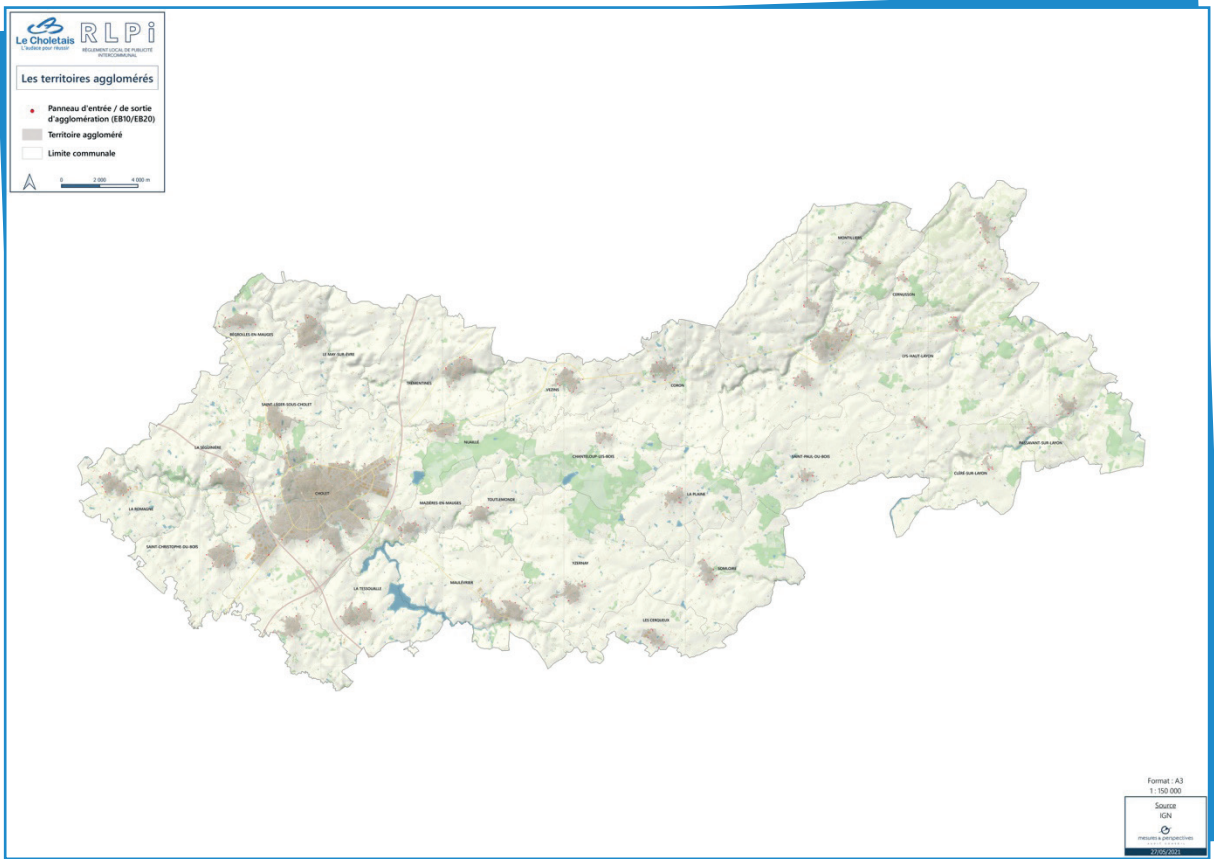 Le Choletais
L'audace pour réussir
RLPi
RÈGLEMENT LOCAL DE PUBLICITÉ
INTERCOMMUNAL
Les territoires agglomérés
Panneau d'entrée / de sortie
d'agglomération (EB10/EB20)
Territoire aggloméré
Limite communale
0 2 000 4 000 m
MONTILLIERS
CERNUSSON
BÉGROLLES-EN-MAUGES
LE MAY-SUR-ÈVRE
LYS-HAUT-LAYON
TRÉMENTINES
VEZINS
CORON
SAINT-LÉGER-SOUS-CHOLET
LA SÉGUINIÈRE
NUAILLÉ
CHANTELOUP-LES-BOIS
SAINT-PAUL-DU-BOIS
PASSAVANT-SUR-LAYON
CLÉRÉ-SUR-LAYON
CHOLET
LA PLAINE
MAZIÈRES-EN-MAUGES
TOUTLEMONDE
LA ROMAGNE
SAINT-CHRISTOPHE-DU-BOIS
YZERNAY
SOMLOIRE
MAULÉVRIER
LA TESSOUALLE
LES CERQUEUX
Format : A3
1 : 150 000
Source
IGN
mesures & perspectives
27/05/2021